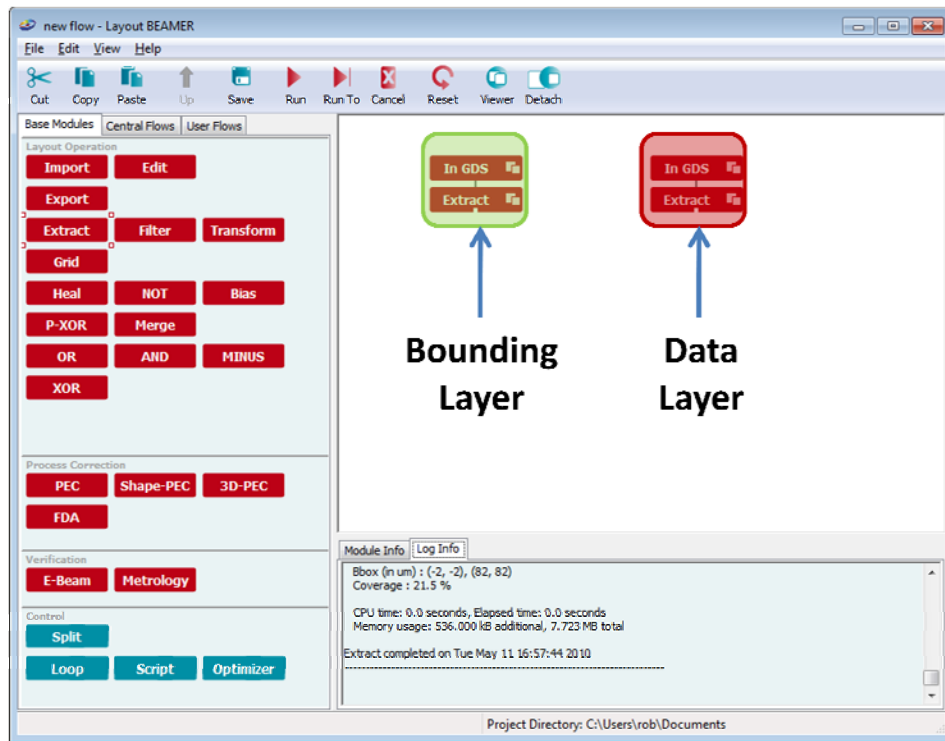 new flow - Layout BEAMER
File Edit View Help
Cut Copy Paste Up Save Run Run To Cancel Reset Viewer Detach
Base Modules Central Flows User Flows
Layout Operation
Import Edit
Export
Extract Filter Transform
Grid
Heal NOT Bias
P-XOR Merge
OR AND MINUS
XOR
Process Correction
PEC Shape-PEC 3D-PEC
FDA
Verification
E-Beam Metrology
Control
Split
Loop Script Optimizer
In GDS
Extract
Bounding
Layer
In GDS
Extract
Data
Layer
Module Info Log Info
Bbox (in um) : (-2, -2), (82, 82)
Coverage : 21.5 %
CPU time: 0.0 seconds, Elapsed time: 0.0 seconds
Memory usage: 536.000 kB additional, 7.723 MB total
Extract completed on Tue May 11 16:57:44 2010
--------------------------------------------------------------------------------
Project Directory: C:\Users\rob\Documents